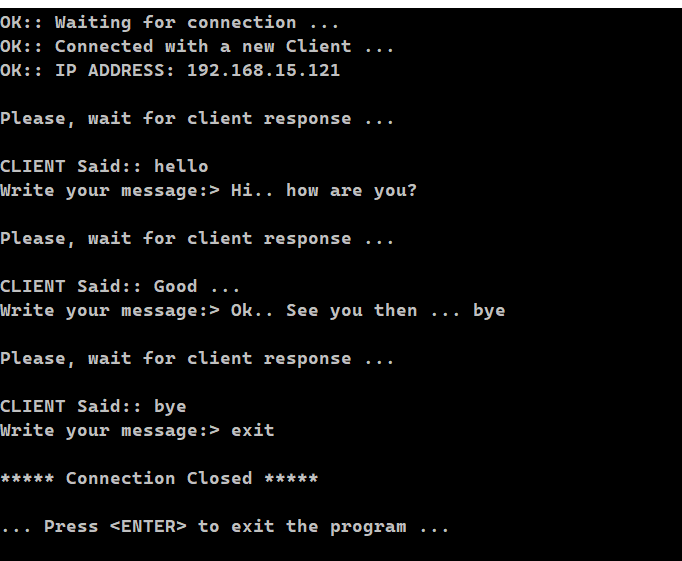 OK:: Waiting for connection ...
OK:: Connected with a new Client ...
OK:: IP ADDRESS: 192.168.15.121
Please, wait for client response ...
CLIENT Said:: hello
Write your message:> Hi.. how are you?
Please, wait for client response ...
CLIENT Said:: Good ...
Write your message:> Ok.. See you then ... bye
Please, wait for client response ...
CLIENT Said:: bye
Write your message:> exit
***** Connection Closed *****
... Press <ENTER> to exit the program ...